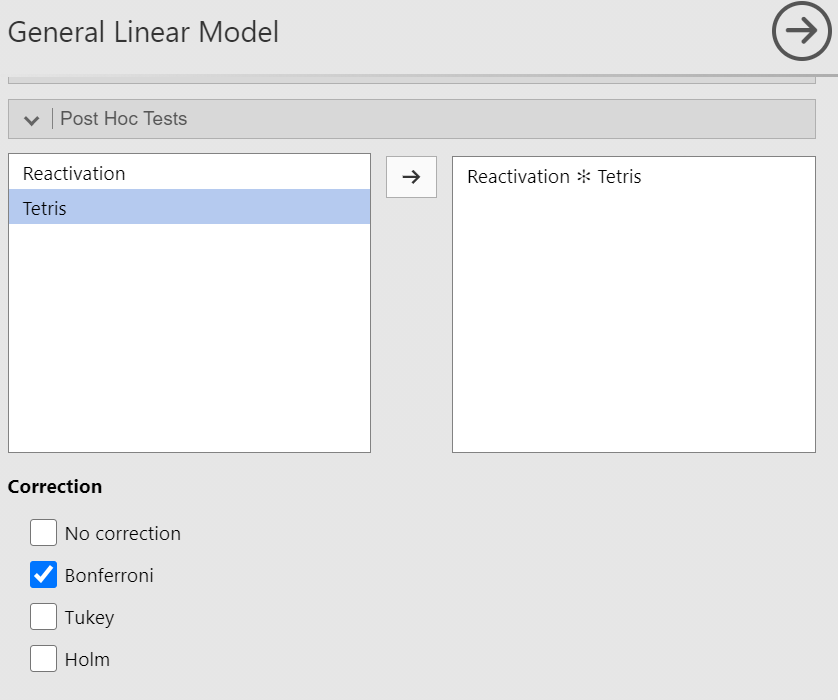 General Linear Model
Post Hoc Tests
Reactivation
Tetris
Reactivation ✻ Tetris
Correction
No correction
Bonferroni
Tukey
Holm